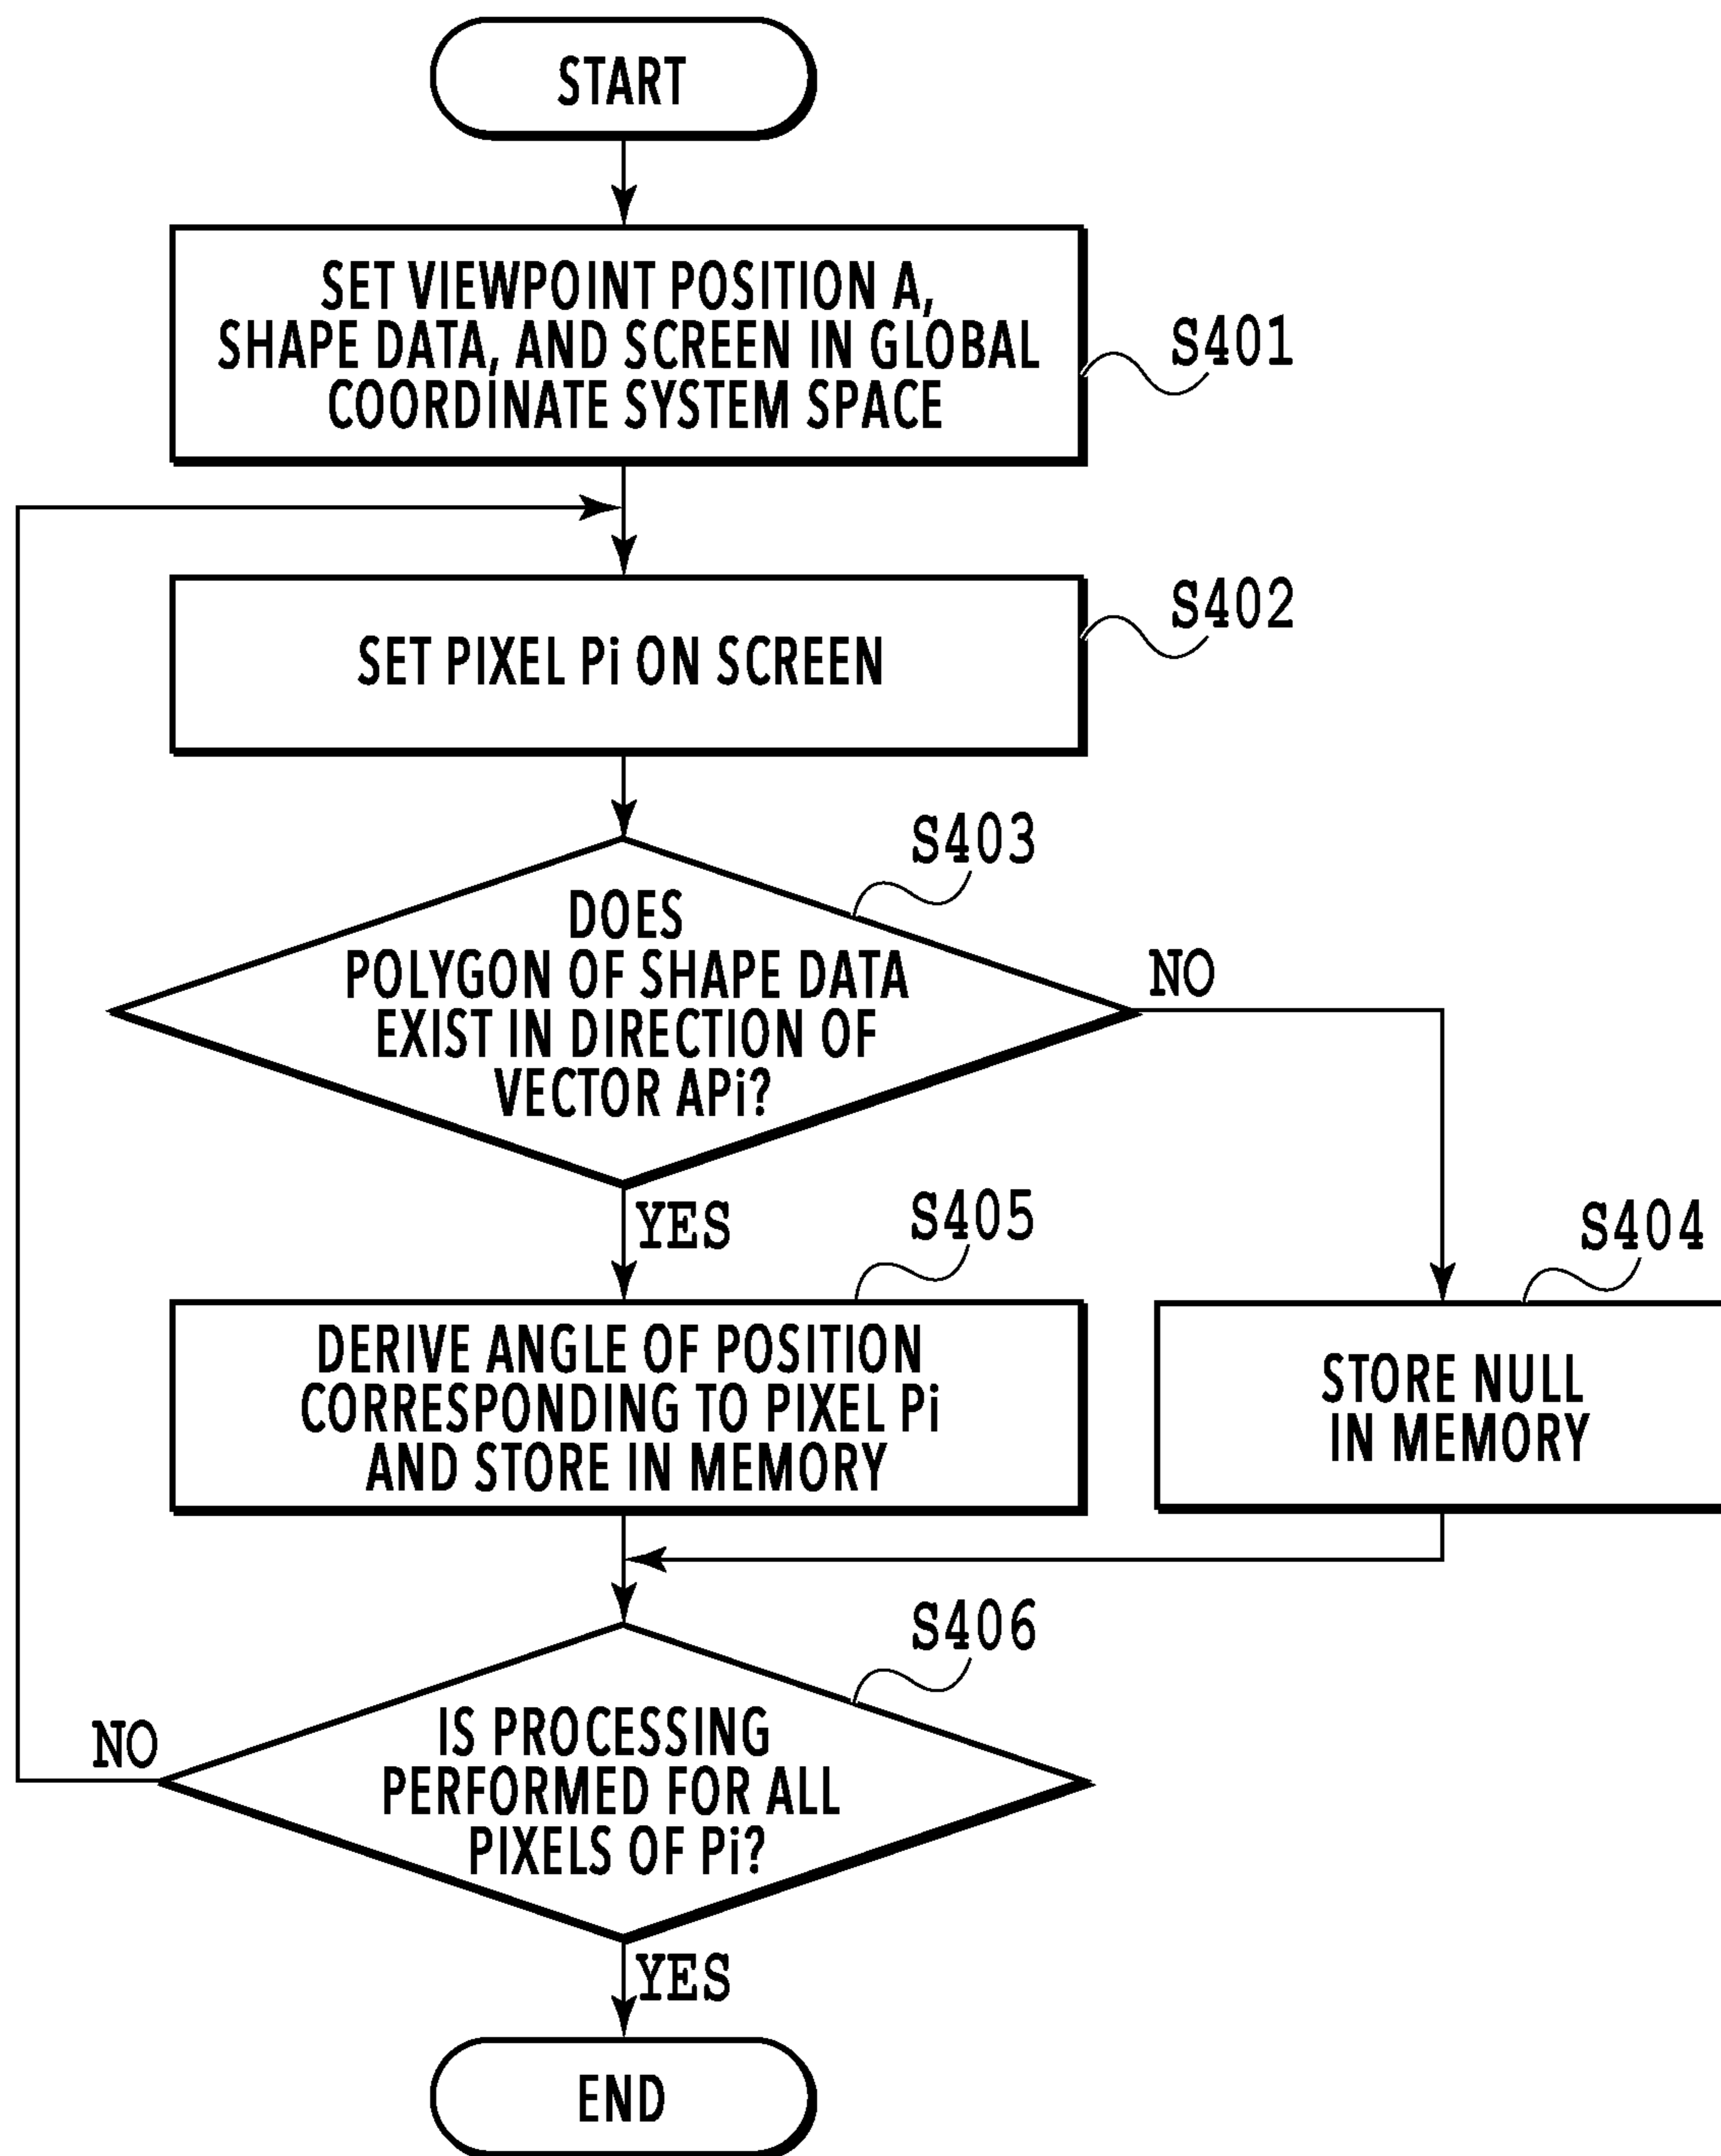 START
SET VIEWPOINT POSITION A,
SHAPE DATA, AND SCREEN IN GLOBAL
COORDINATE SYSTEM SPACE
S401
SET PIXEL Pi ON SCREEN
S402
S403
DOES
POLYGON OF SHAPE DATA
EXIST IN DIRECTION OF
VECTOR APi?
NO
YES
S405
S404
DERIVE ANGLE OF POSITION
CORRESPONDING TO PIXEL Pi
AND STORE IN MEMORY
STORE NULL
IN MEMORY
S406
IS PROCESSING
PERFORMED FOR ALL
PIXELS OF Pi?
NO
YES
END